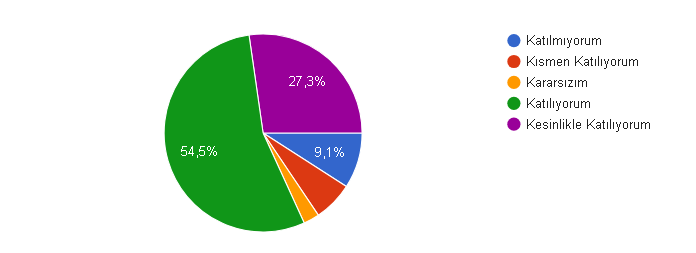 27,3%
54,5%
9,1%
Katılmıyorum
Kısmen Katılıyorum
Kararsızım
Katılıyorum
Kesinlikle Katılıyorum